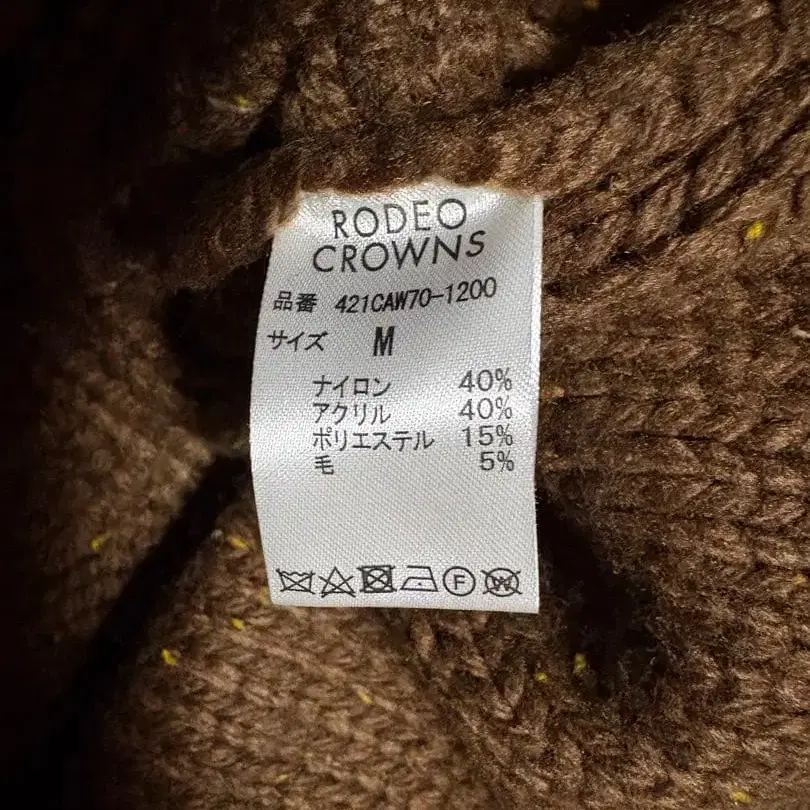 RODEO
CROWNS
品番 421CAW70-1200
サイズ M
ナイロン 40%
アクリル 40%
ポリエステル 15%
毛 5%
F W